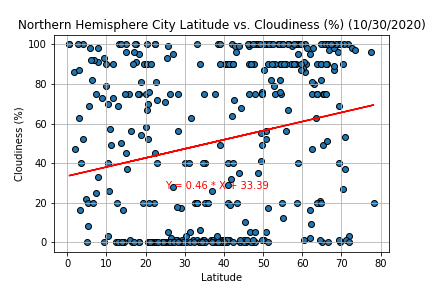 Northern Hemisphere City Latitude vs. Cloudiness (%) (10/30/2020)
100
80
60
40
20
0
Cloudiness (%)
Y = 0.46 * X + 33.39
0 10 20 30 40 50 60 70 80
Latitude